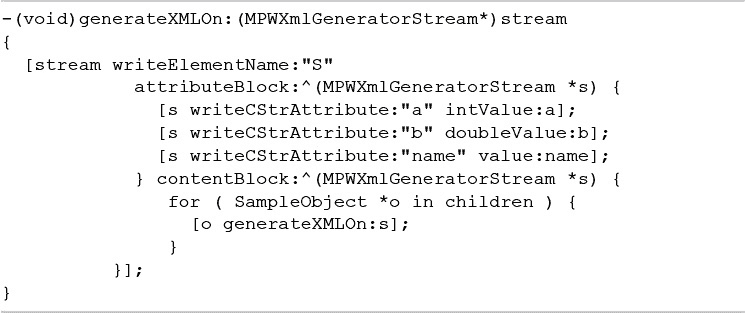 -(void)generateXMLOn:(MPWXmlGeneratorStream*)stream
{
  [stream writeElementName:"S"
            attributeBlock:^(MPWXmlGeneratorStream *s) {
              [s writeCStrAttribute:"a" intValue:a];
              [s writeCStrAttribute:"b" doubleValue:b];
              [s writeCStrAttribute:"name" value:name];
            } contentBlock:^(MPWXmlGeneratorStream *s) {
               for ( SampleObject *o in children ) {
                 [o generateXMLOn:s];
               }
          }];
}